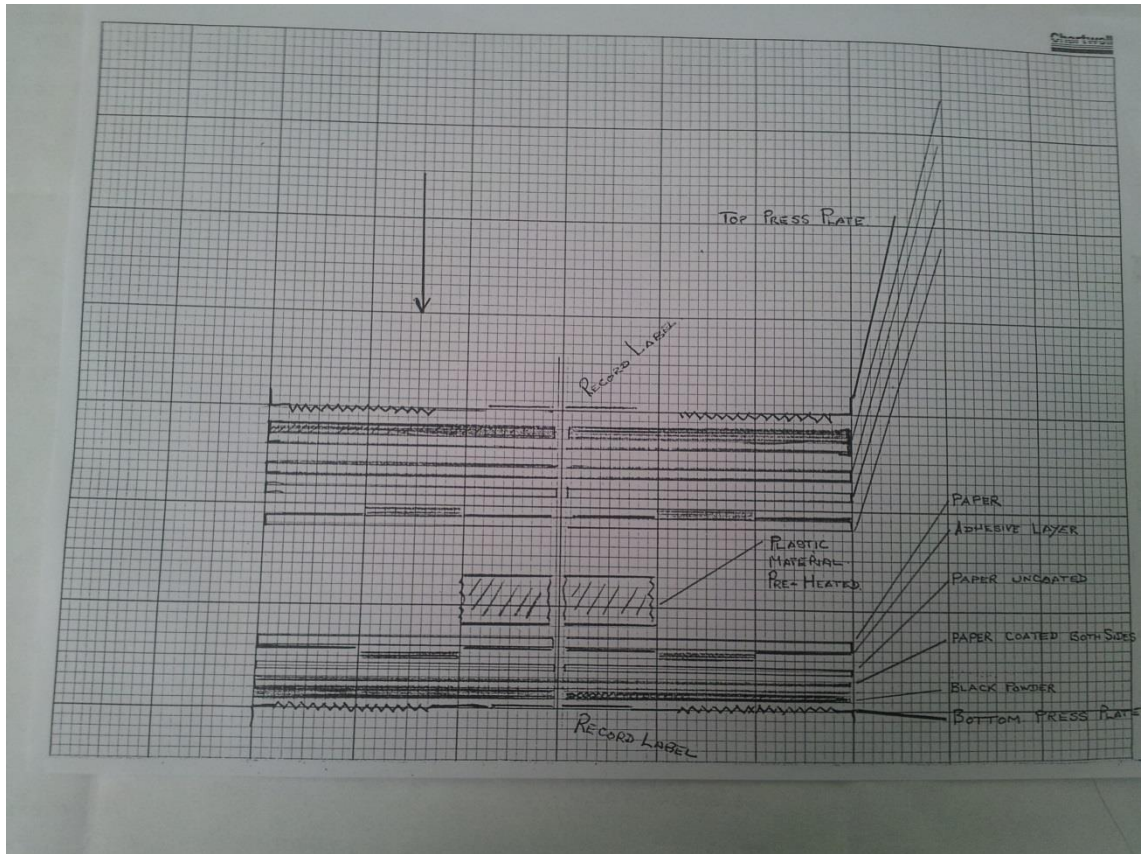 Chartwell
TOP PRESS PLATE
RECORD LABEL
PAPER
ADHESIVE LAYER
PLASTIC
MATERIAL
PRE-HEATED
PAPER UNCOATED
PAPER COATED BOTH SIDES
BLACK POWDER
BOTTOM PRESS PLATE
RECORD LABEL